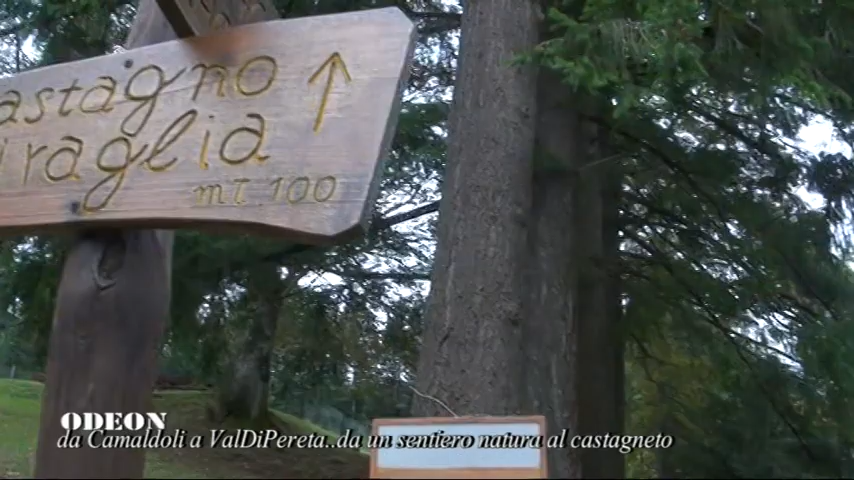 astagno ↑
iraglia
mT 100
ODEON
da Camaldoli a ValDiPereta..da un sentiero natura al castagneto